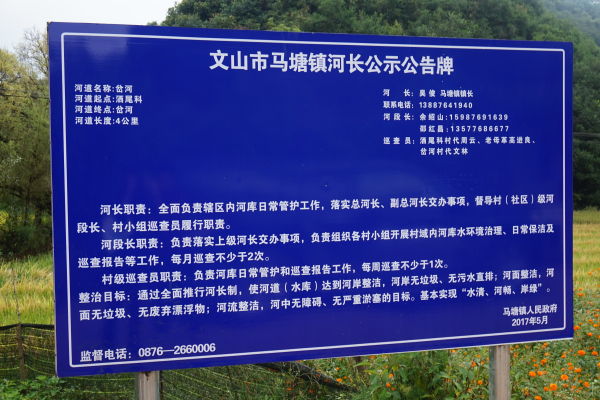 文山市马塘镇河长公示公告牌
河道名称:岔河
河道起点:酒尾科
河道终点:岔河
河道长度:4公里
河 长: 吴俊 马塘镇镇长
联系电话: 13887641940
河段长: 余绍山:15987691639
邵红昌:13577686677
巡查员: 酒尾科村代周云、老母革高进良、
岔河村代文林
河长职责：全面负责辖区内河库日常管护工作，落实总河长、副总河长交办事项，督导村（社区）级河
段长、村小组巡查员履行职责。
河段长职责：负责落实上级河长交办事项，负责组织各村小组开展村域内河库水环境治理、日常保洁及
巡查报告等工作，每月巡查不少于2次。
村级巡查员职责：负责河库日常管护和巡查报告工作，每周巡查不少于1次。
整治目标：通过全面推行河长制，使河道（水库）达到河岸整洁，河岸无垃圾、无污水直排；河面整洁，河
面无垃圾、无废弃漂浮物；河流整洁，河中无障碍、无严重淤塞的目标。基本实现“水清、河畅、岸绿”。
马塘镇人民政府
2017年5月
监督电话：0876—2660006